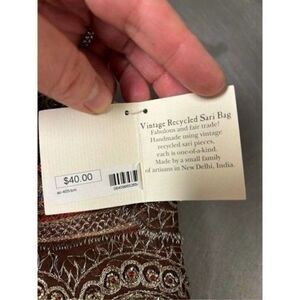 Vintage Recycled Sari Bag
Fabulous and fair trade!
Handmade using vintage
recycled sari pieces,
each is one-of-a-kind.
Made by a small family
of artisans in New Delhi, India.
$40.00